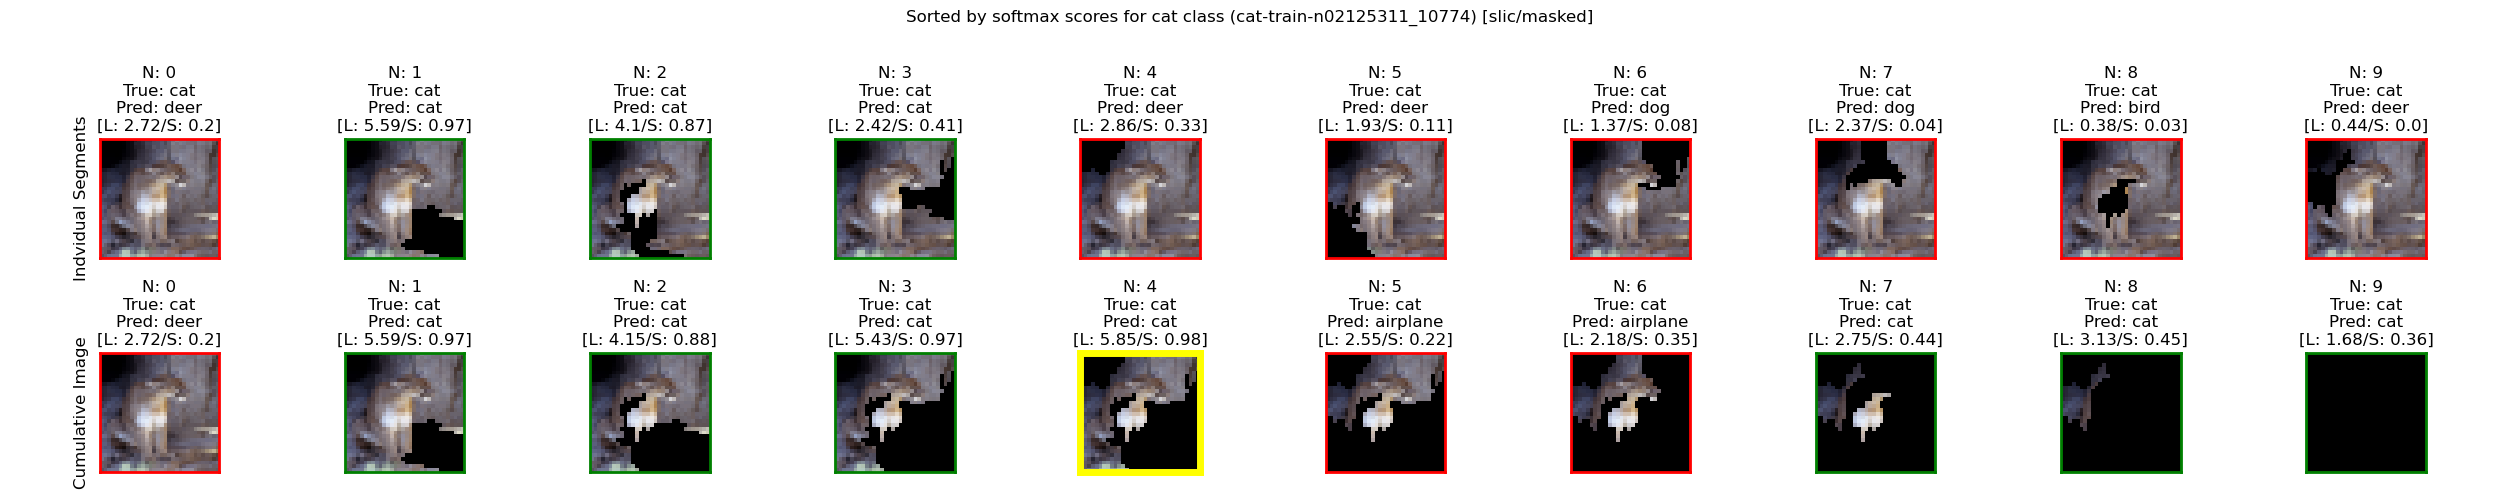 Sorted by softmax scores for cat class (cat-train-n02125311_10774) [slic/masked]
Individual Segments
N: 0
True: cat
Pred: deer
[L: 2.72/S: 0.2]
N: 1
True: cat
Pred: cat
[L: 5.59/S: 0.97]
N: 2
True: cat
Pred: cat
[L: 4.1/S: 0.87]
N: 3
True: cat
Pred: cat
[L: 2.42/S: 0.41]
N: 4
True: cat
Pred: deer
[L: 2.86/S: 0.33]
N: 5
True: cat
Pred: deer
[L: 1.93/S: 0.11]
N: 6
True: cat
Pred: dog
[L: 1.37/S: 0.08]
N: 7
True: cat
Pred: dog
[L: 2.37/S: 0.04]
N: 8
True: cat
Pred: bird
[L: 0.38/S: 0.03]
N: 9
True: cat
Pred: deer
[L: 0.44/S: 0.0]
Cumulative Image
N: 0
True: cat
Pred: deer
[L: 2.72/S: 0.2]
N: 1
True: cat
Pred: cat
[L: 5.59/S: 0.97]
N: 2
True: cat
Pred: cat
[L: 4.15/S: 0.88]
N: 3
True: cat
Pred: cat
[L: 5.43/S: 0.97]
N: 4
True: cat
Pred: cat
[L: 5.85/S: 0.98]
N: 5
True: cat
Pred: airplane
[L: 2.55/S: 0.22]
N: 6
True: cat
Pred: airplane
[L: 2.18/S: 0.35]
N: 7
True: cat
Pred: cat
[L: 2.75/S: 0.44]
N: 8
True: cat
Pred: cat
[L: 3.13/S: 0.45]
N: 9
True: cat
Pred: cat
[L: 1.68/S: 0.36]